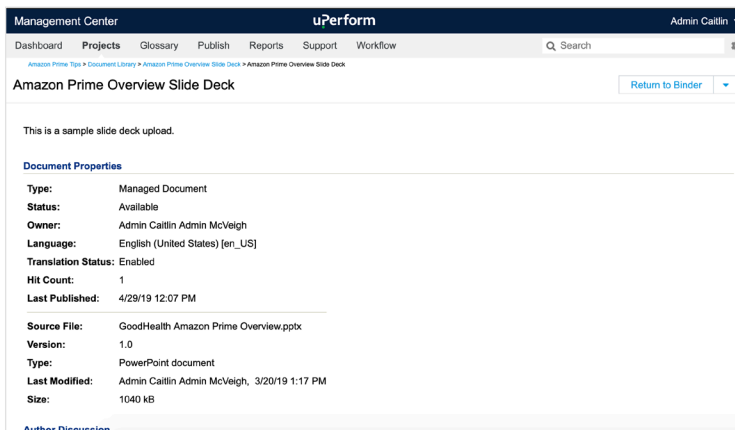 Management Center
uPerform
Admin Caitlin
Dashboard Projects Glossary Publish Reports Support Workflow Search
Amazon Prime Tips > Document Library > Amazon Prime Overview Slide Deck > Amazon Prime Overview Slide Deck
Amazon Prime Overview Slide Deck
Return to Binder
This is a sample slide deck upload.
Document Properties
Type: Managed Document
Status: Available
Owner: Admin Caitlin Admin McVeigh
Language: English (United States) [en_US]
Translation Status: Enabled
Hit Count: 1
Last Published: 4/29/19 12:07 PM
Source File: GoodHealth Amazon Prime Overview.pptx
Version: 1.0
Type: PowerPoint document
Last Modified: Admin Caitlin Admin McVeigh, 3/20/19 1:17 PM
Size: 1040 kB
Author Discussion